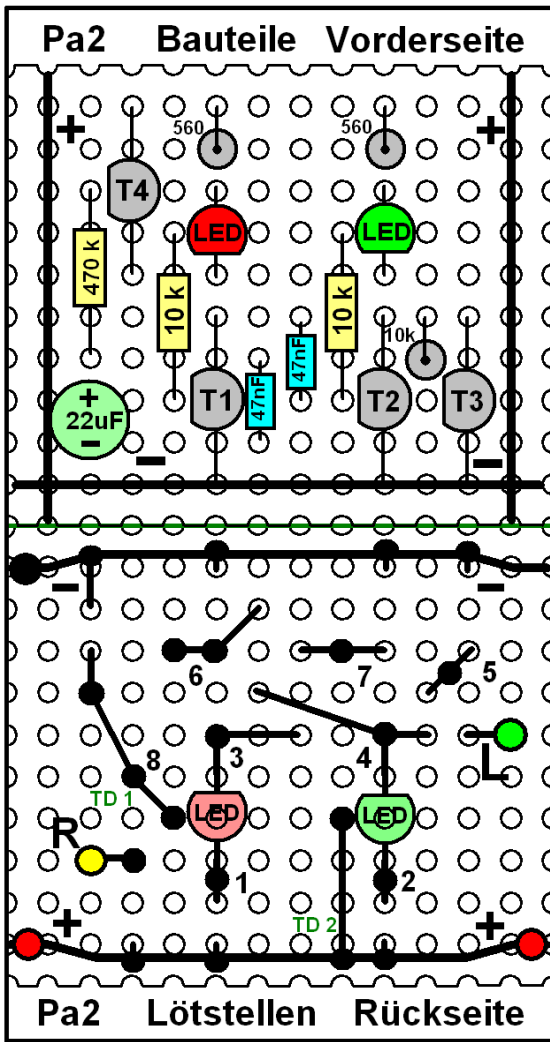 Pa2 Bauteile Vorderseite
+ 560 560 +
T4
LED LED
470 k
10 k 10 k
47nF 10k
T1 47nF T2 T3
+
22uF
−
− −
− −
6 7 5
3 4 L
8
TD 1
LED LED
R
1 2
TD 2
+ +
Pa2 Lötstellen Rückseite